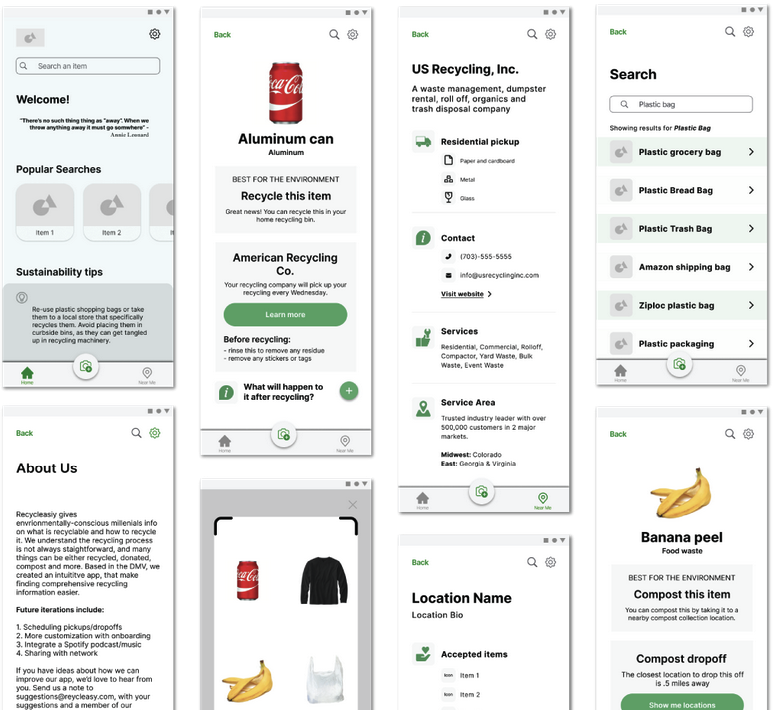 Search an item
Welcome!
"There's no such thing thing as "away". When we
throw anything away it must go somwhere" -
Annie Leonard
Popular Searches
Item 1
Item 2
It
Sustainability tips
Re-use plastic shopping bags or take
them to a local store that specifically
recycles them. Avoid placing them in
curbside bins, as they can get tangled
up in recycling machinery.
Home
Near Me
Back
About Us
Recycleasiy gives
envrionmentally-conscious millenials info
on what is recyclable and how to recycle
it. We understand the recycling process
is not always staightforward, and many
things can be either recycled, donated,
compost and more. Based in the DMV, we
created an intuititve app, that make
finding comprehensive recycling
information easier.
Future iterations include:
1. Scheduling pickups/dropoffs
2. More customization with onboarding
3. Integrate a Spotify podcast/music
4. Sharing with network
If you have ideas about how we can
improve our app, we'd love to hear from
you. Send us a note to
suggestions@reycleasy.com, with your
suggestions and a member of our
Back
Coca-Cola
Aluminum can
Aluminum
BEST FOR THE ENVIRONMENT
Recycle this item
Great news! You can recycle this in your
home recycling bin.
American Recycling
Co.
Your recycling company will pick up your
recycling every Wednesday.
Learn more
Before recycling:
- rinse this to remove any residue
- remove any stickers or tags
What will happen to
it after recycling?
Home
Near Me
Coca-Cola
Back
US Recycling, Inc.
A waste management, dumpster
rental, roll off, organics and
trash disposal company
Residential pickup
Paper and cardboard
Metal
Glass
Contact
(703)-555-5555
info@usrecyclinginc.com
Visit website
Services
Residential, Commercial, Rolloff,
Compactor, Yard Waste, Bulk
Waste, Event Waste
Service Area
Trusted industry leader with over
500,000 customers in 2 major
markets.
Midwest: Colorado
East: Georgia & Virginia
Home
Near Me
Back
Location Name
Location Bio
Accepted items
Icon
Item 1
Icon
Item 2
Back
Search
Plastic bag
Showing results for Plastic Bag
Plastic grocery bag
Plastic Bread Bag
Plastic Trash Bag
Amazon shipping bag
Ziploc plastic bag
Plastic packaging
Home
Near Me
Back
Banana peel
Food waste
BEST FOR THE ENVIRONMENT
Compost this item
You can compost this by taking it to a
nearby compost collection location.
Compost dropoff
The closest location to drop this off
is .5 miles away
Show me locations